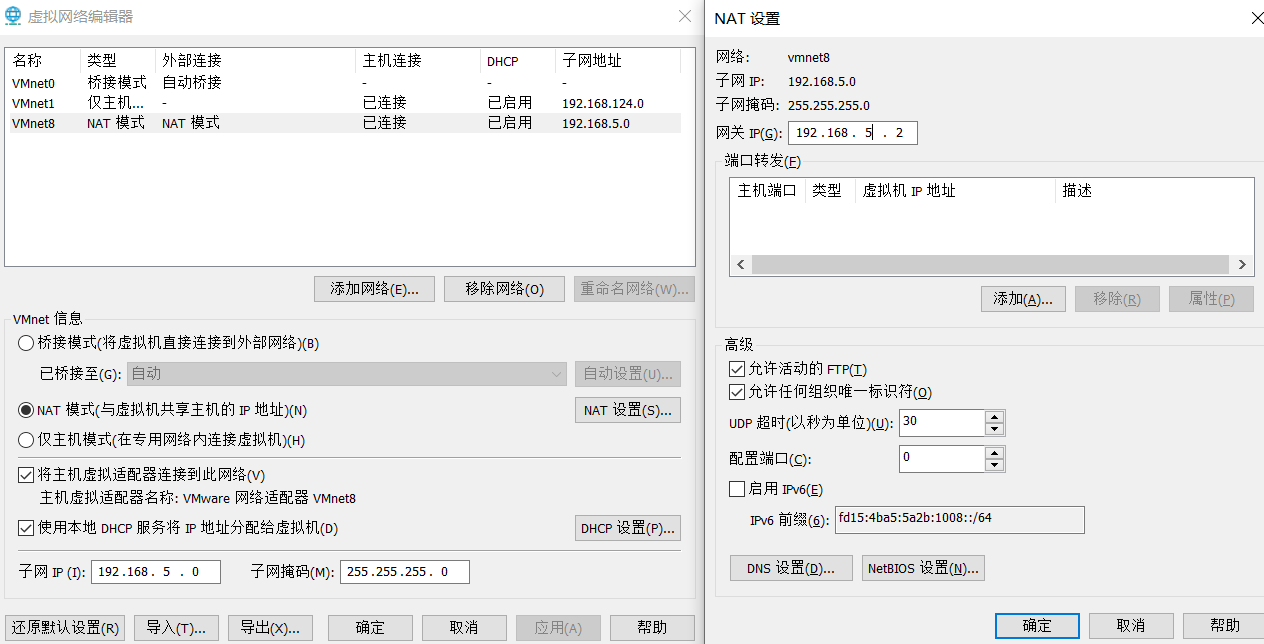 虚拟网络编辑器
名称 类型 外部连接 主机连接 DHCP 子网地址
VMnet0 桥接模式 自动桥接 - - -
VMnet1 仅主机... - 已连接 已启用 192.168.124.0
VMnet8 NAT 模式 NAT 模式 已连接 已启用 192.168.5.0
添加网络(E)... 移除网络(O) 重命名网络(W)...
VMnet 信息
桥接模式(将虚拟机直接连接到外部网络)(B)
已桥接至(G): 自动 自动设置(U)...
NAT 模式(与虚拟机共享主机的 IP 地址)(N) NAT 设置(S)...
仅主机模式(在专用网络内连接虚拟机)(H)
将主机虚拟适配器连接到此网络(V)
主机虚拟适配器名称: VMware 网络适配器 VMnet8
使用本地 DHCP 服务将 IP 地址分配给虚拟机(D) DHCP 设置(P)...
子网 IP (I): 192.168. 5 . 0 子网掩码(M): 255.255.255. 0
还原默认设置(R) 导入(T)... 导出(X)... 确定 取消 应用(A) 帮助
NAT 设置
网络: vmnet8
子网 IP: 192.168.5.0
子网掩码: 255.255.255.0
网关 IP(G): 192.168. 5 . 2
端口转发(F)
主机端口 类型 虚拟机 IP 地址 描述
添加(A)... 移除(R) 属性(P)
高级
允许活动的 FTP(T)
允许任何组织唯一标识符(O)
UDP 超时(以秒为单位)(U): 30
配置端口(C): 0
启用 IPv6(E)
IPv6 前缀(6): fd15:4ba5:5a2b:1008::/64
DNS 设置(D)... NetBIOS 设置(N)...
确定 取消 帮助